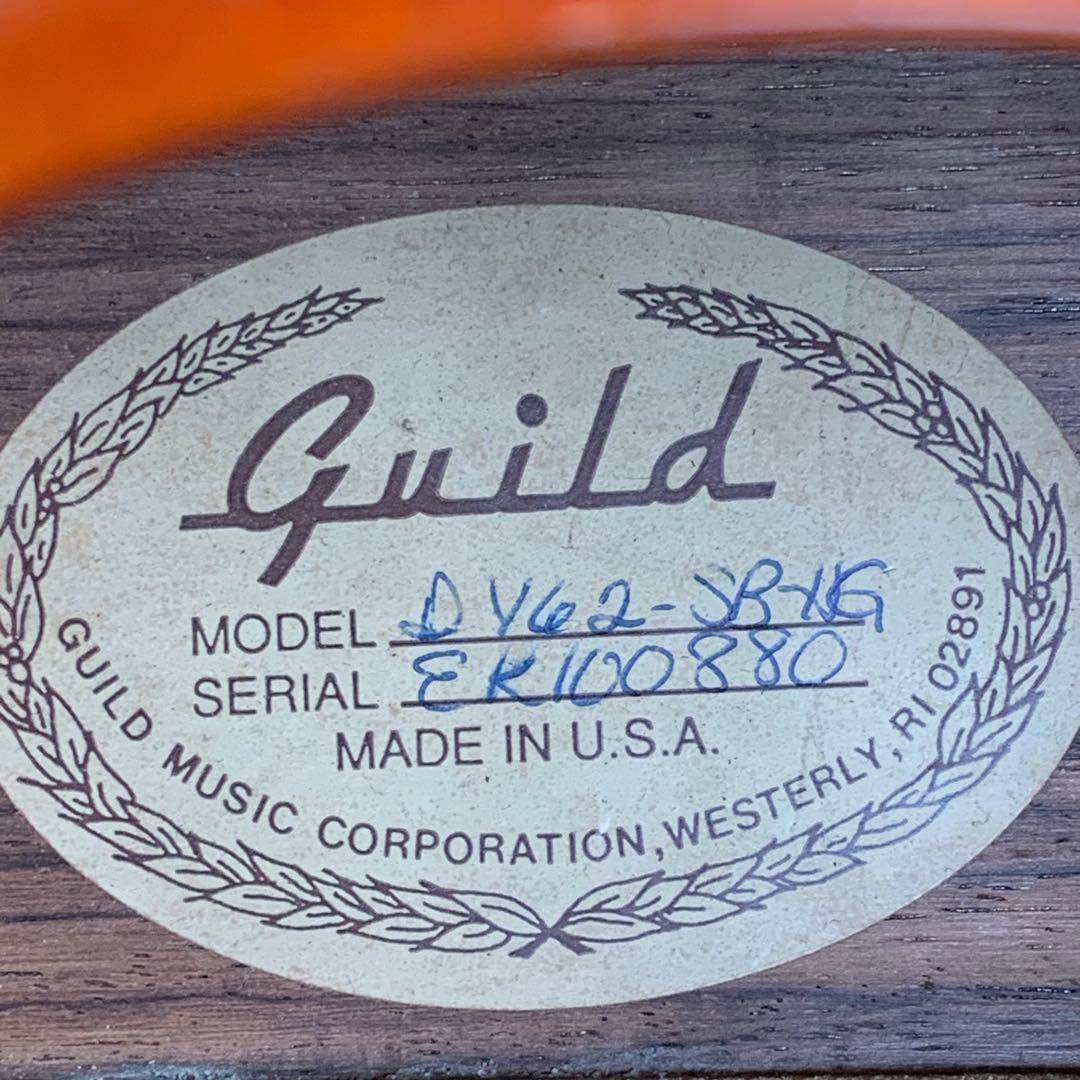 Guild
MODEL DV62-SB-HG
SERIAL EK100880
MADE IN U.S.A.
GUILD MUSIC CORPORATION, WESTERLY, RI 02891